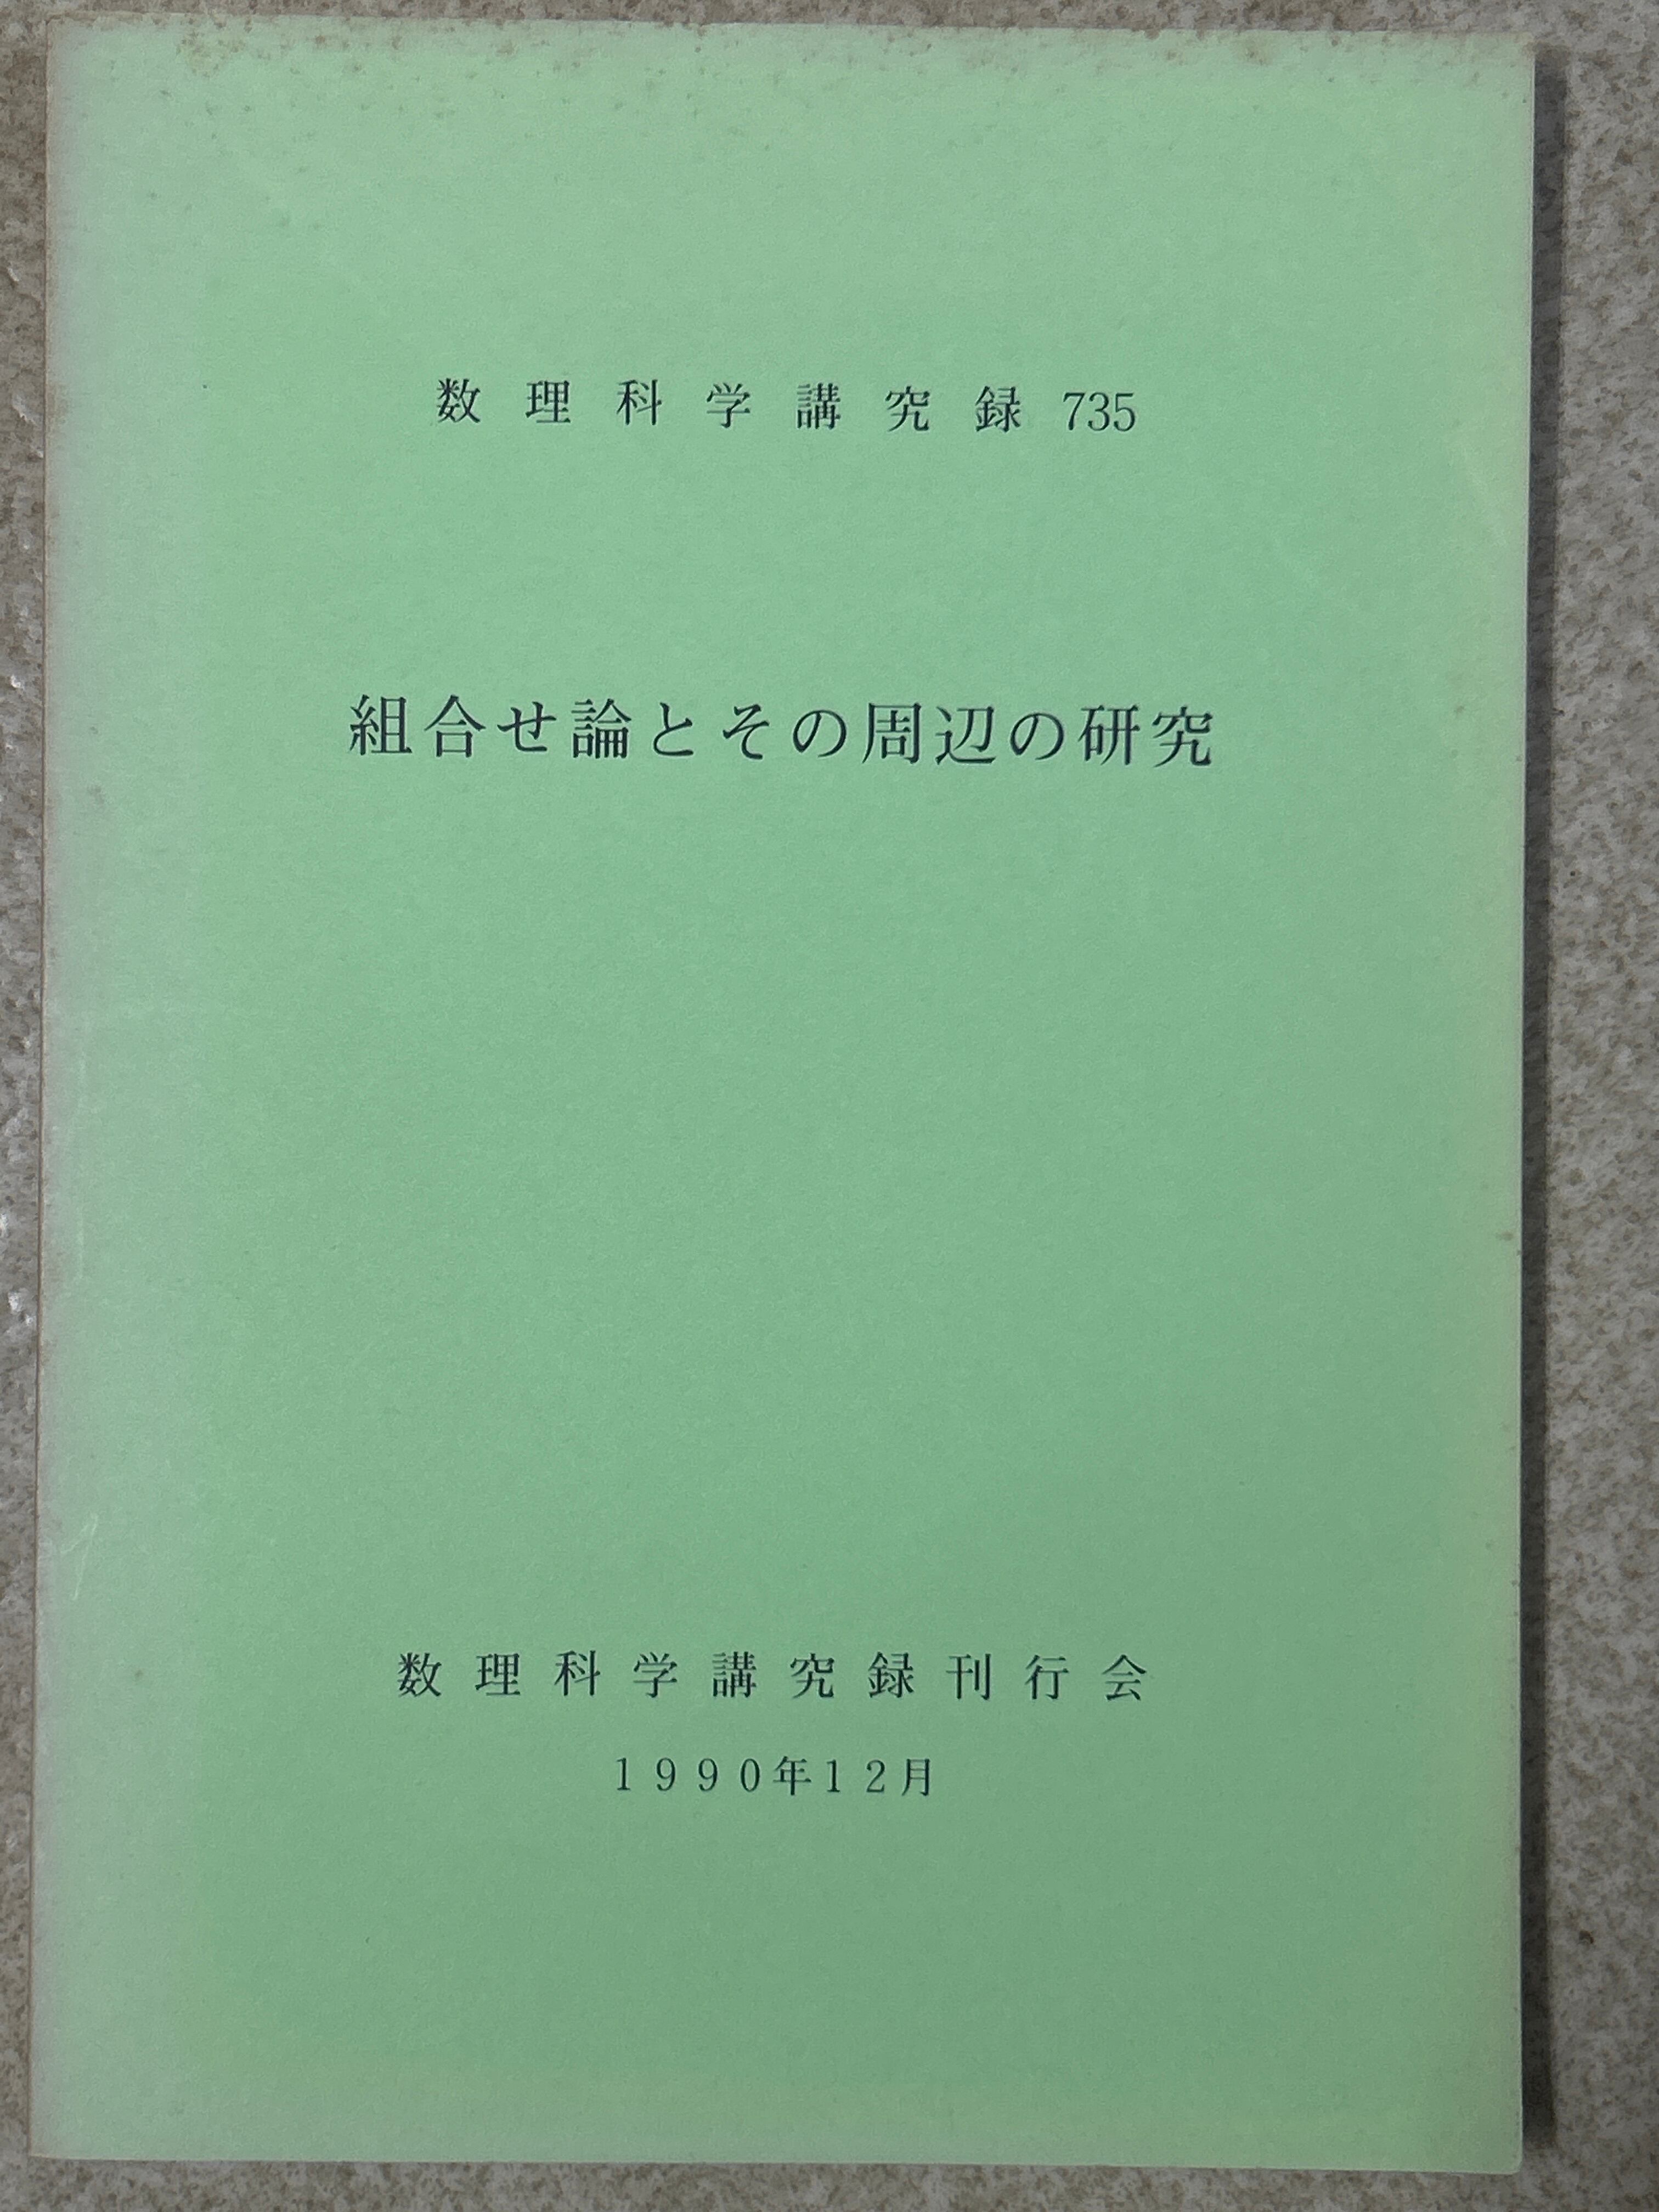 数理科学講究録 735
組合せ論とその周辺の研究
数理科学講究録刊行会
1990年12月